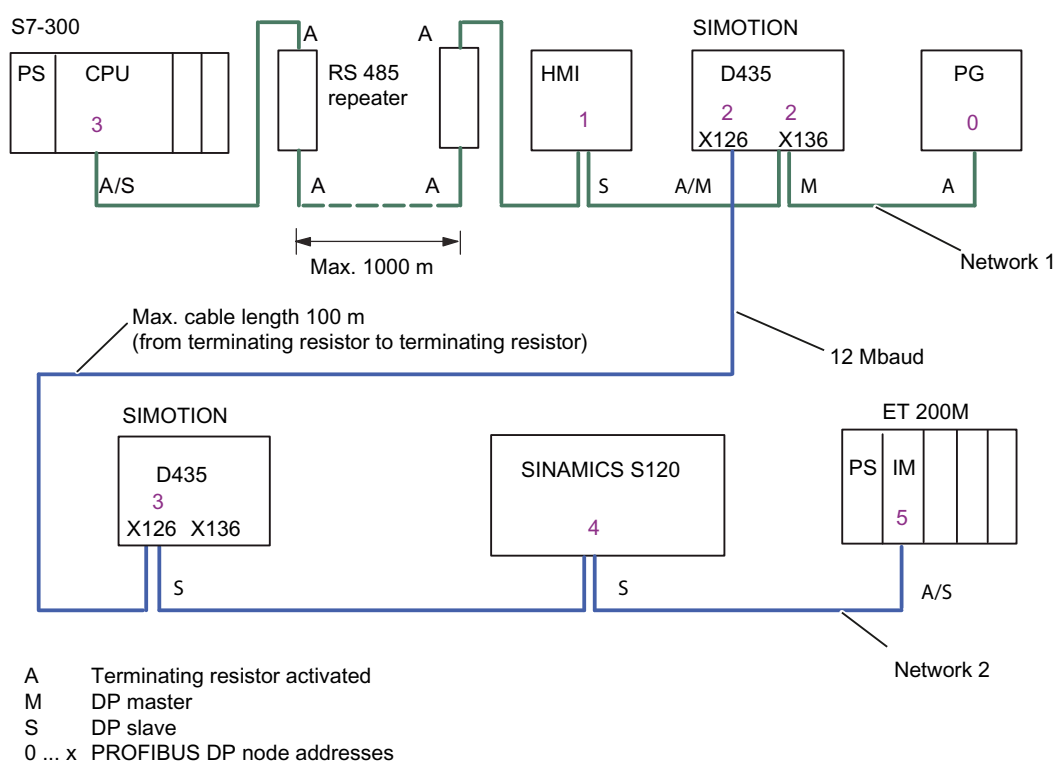 S7-300
PS
CPU
3
A/S
A
RS 485
repeater
A
A
A
Max. 1000 m
HMI
1
S
SIMOTION
D435
2
2
X126
X136
A/M
M
PG
0
A
Network 1
Max. cable length 100 m
(from terminating resistor to terminating resistor)
12 Mbaud
SIMOTION
D435
3
X126 X136
S
SINAMICS S120
4
S
ET 200M
PS
IM
5
A/S
Network 2
A Terminating resistor activated
M DP master
S DP slave
0 ... x PROFIBUS DP node addresses